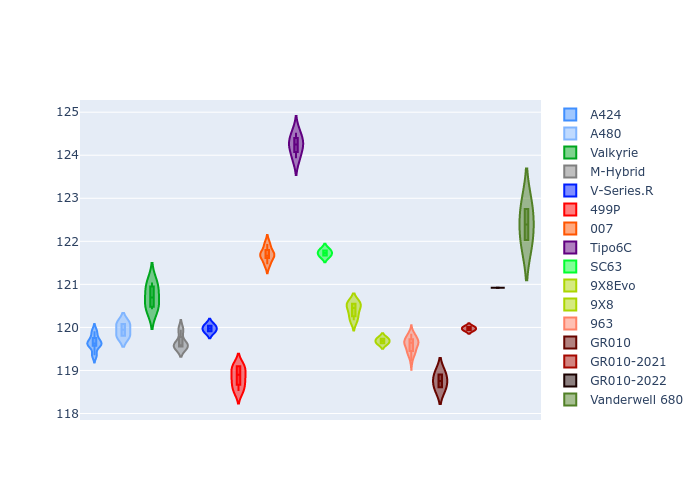 125
124
123
122
121
120
119
118
A424
A480
Valkyrie
M-Hybrid
V-Series.R
499P
007
Tipo6C
SC63
9X8Evo
9X8
963
GR010
GR010-2021
GR010-2022
Vanderwell 680